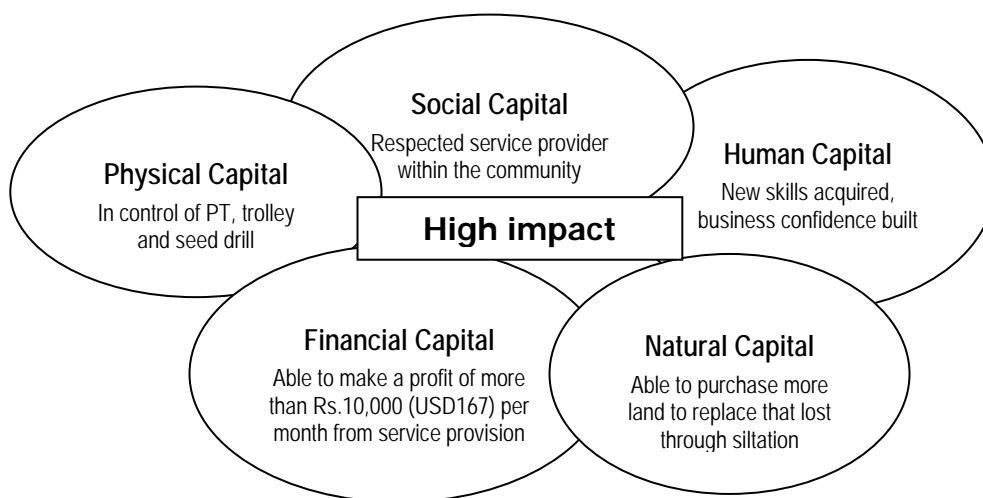 Social Capital
Respected service provider
within the community
Physical Capital
In control of PT, trolley
and seed drill
Human Capital
New skills acquired,
business confidence built
High impact
Financial Capital
Able to make a profit of more
than Rs.10,000 (USD167) per
month from service provision
Natural Capital
Able to purchase more
land to replace that lost
through siltation